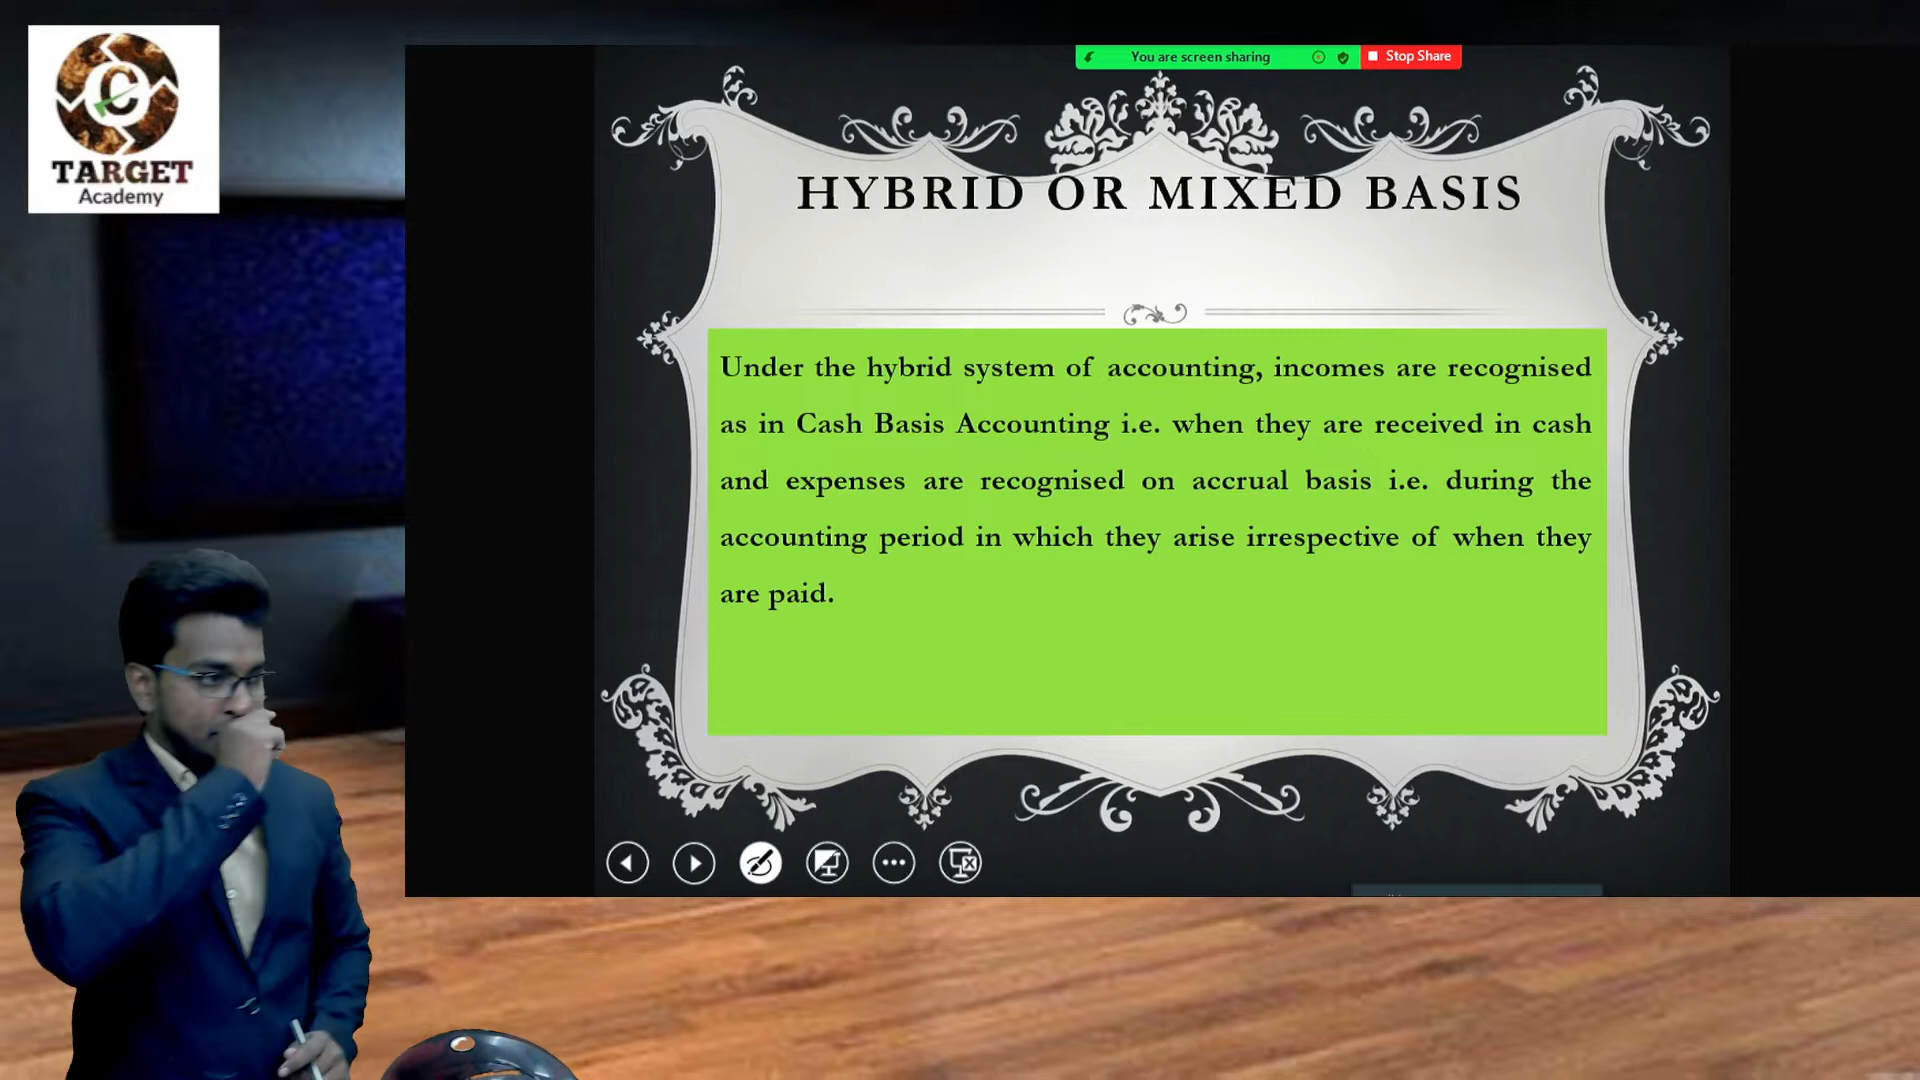 C
TARGET
Academy
You are screen sharing
Stop Share
HYBRID OR MIXED BASIS
Under the hybrid system of accounting, incomes are recognised
as in Cash Basis Accounting i.e. when they are received in cash
and expenses are recognised on accrual basis i.e. during the
accounting period in which they arise irrespective of when they
are paid.